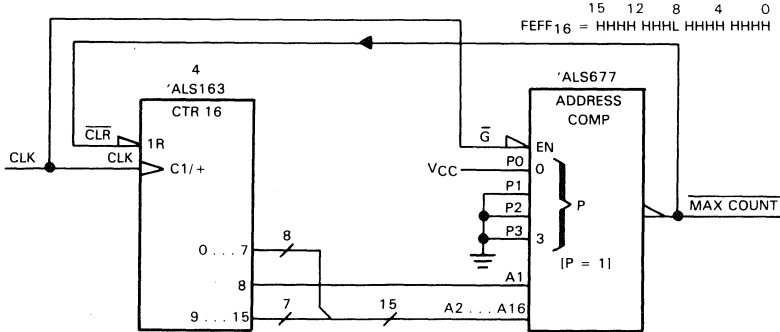 15 12 8 4 0
FEFF16 = HHHH HHHL HHHH HHHH
4
'ALS163
CTR 16
CLR
1R
CLK
CLK
C1/+
0 . . . 7
8
8
9 . . . 15
7
15
'ALS677
ADDRESS
COMP
G
EN
VCC
P0
0
P1
P2
P
P3
3
[P = 1]
A1
A2 . . . A16
MAX COUNT